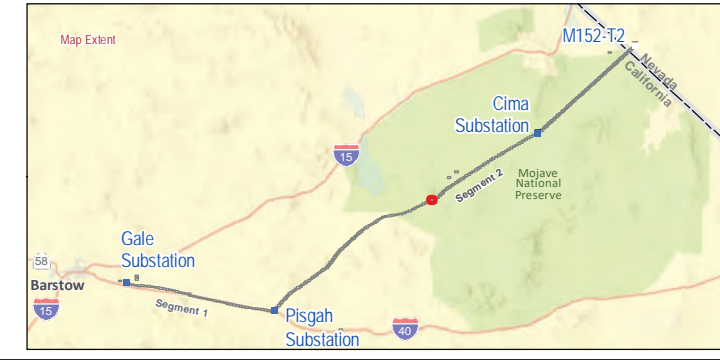 Map Extent
M152-T2
Nevada
California
Cima
Substation
15
Mojave
National
Preserve
Segment 2
Gale
Substation
58
Barstow
15
Segment 1
Pisgah
Substation
40